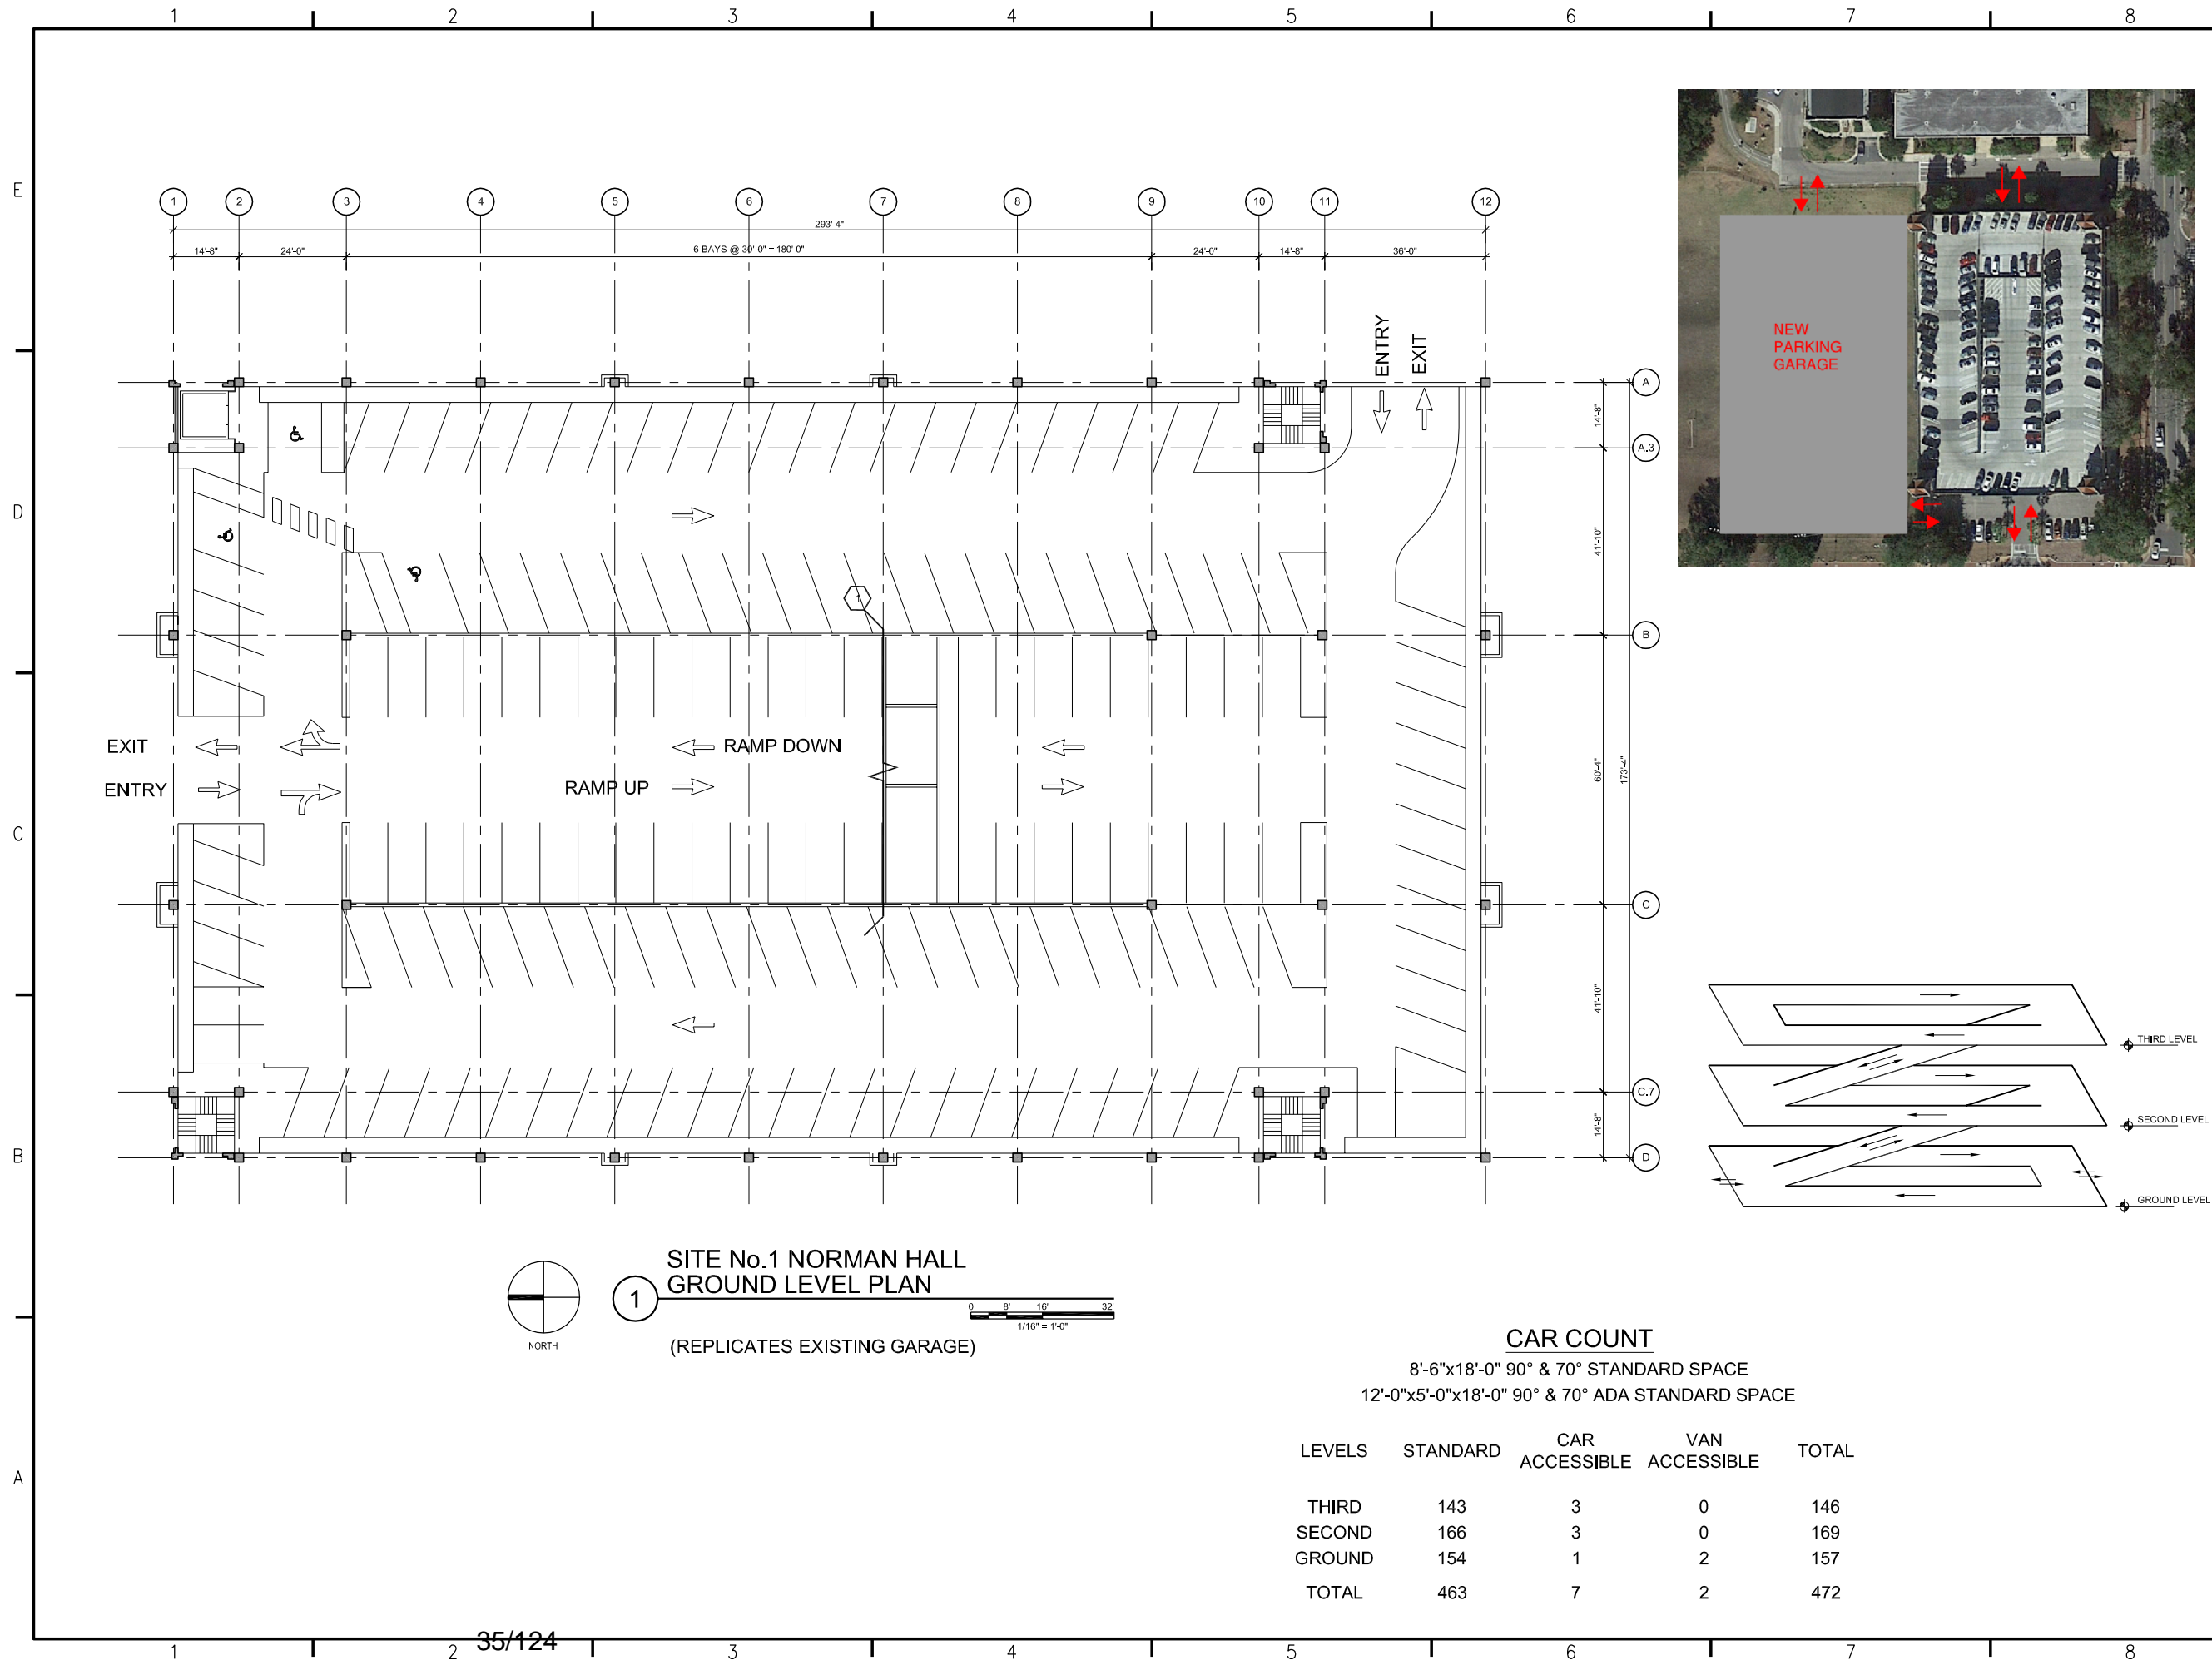 1 2 3 4 5 6 7 8
E
D
C
B
A
1 2 3 4 5 6 7 8 9 10 11 12
293'-4"
14'-8" 24'-0" 6 BAYS @ 30'-0" = 180'-0" 24'-0" 14'-8" 36'-0"
ENTRY
EXIT
A
14'-8"
A.3
41'-10"
B
60'-4"
173'-4"
C
41'-10"
C.7
14'-8"
D
1
EXIT
ENTRY
RAMP DOWN
RAMP UP
NEW
PARKING
GARAGE
THIRD LEVEL
SECOND LEVEL
GROUND LEVEL
NORTH
1
SITE No.1 NORMAN HALL
GROUND LEVEL PLAN
0 8' 16' 32'
1/16" = 1'-0"
(REPLICATES EXISTING GARAGE)
CAR COUNT
8'-6"x18'-0" 90° & 70° STANDARD SPACE
12'-0"x5'-0"x18'-0" 90° & 70° ADA STANDARD SPACE
LEVELS STANDARD CAR ACCESSIBLE VAN ACCESSIBLE TOTAL
THIRD 143 3 0 146
SECOND 166 3 0 169
GROUND 154 1 2 157
TOTAL 463 7 2 472
35/124
1 2 3 4 5 6 7 8